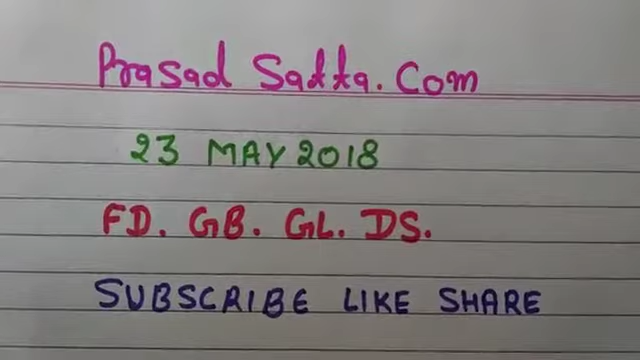 Prasad Satta.Com
23 MAY 2018
FD. GB. GL. DS.
SUBSCRIBE LIKE SHARE